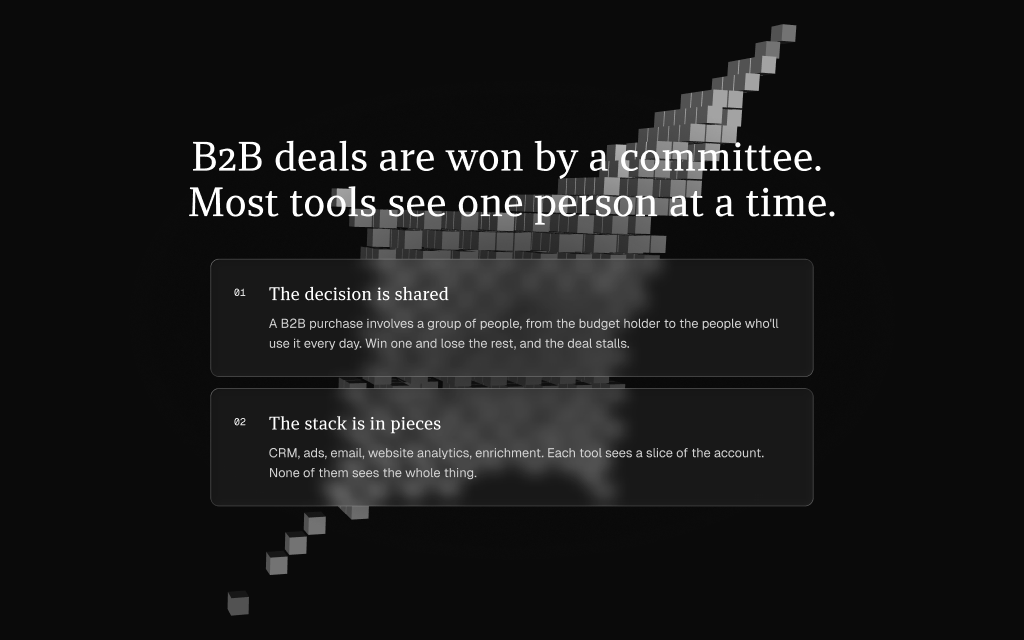 B2B deals are won by a committee.
Most tools see one person at a time.
01
The decision is shared
A B2B purchase involves a group of people, from the budget holder to the people who'll
use it every day. Win one and lose the rest, and the deal stalls.
02
The stack is in pieces
CRM, ads, email, website analytics, enrichment. Each tool sees a slice of the account.
None of them sees the whole thing.